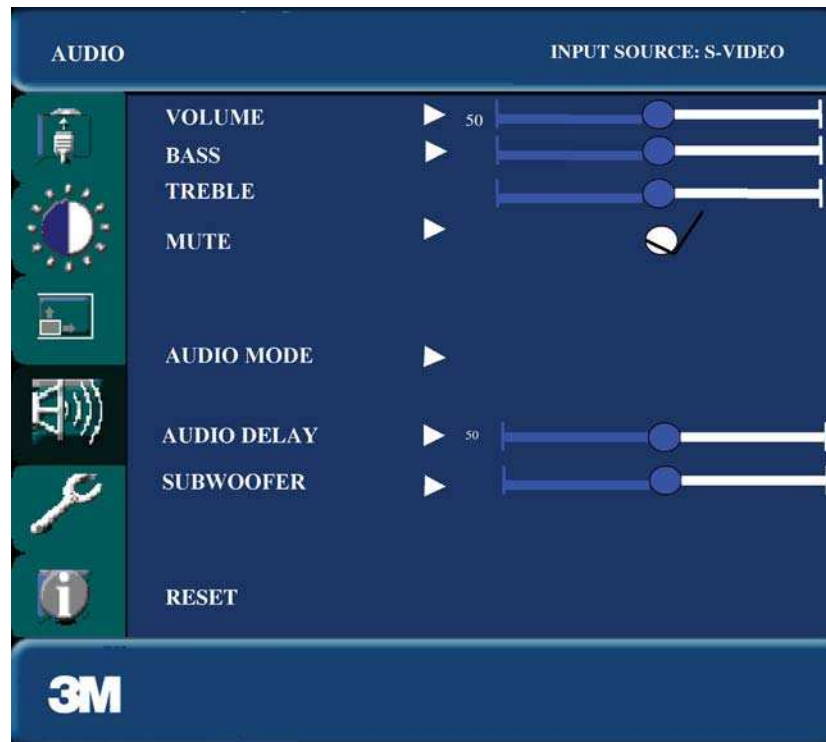 AUDIO INPUT SOURCE: S-VIDEO
VOLUME 50
BASS
TREBLE
MUTE
AUDIO MODE
AUDIO DELAY 50
SUBWOOFER
RESET
3M